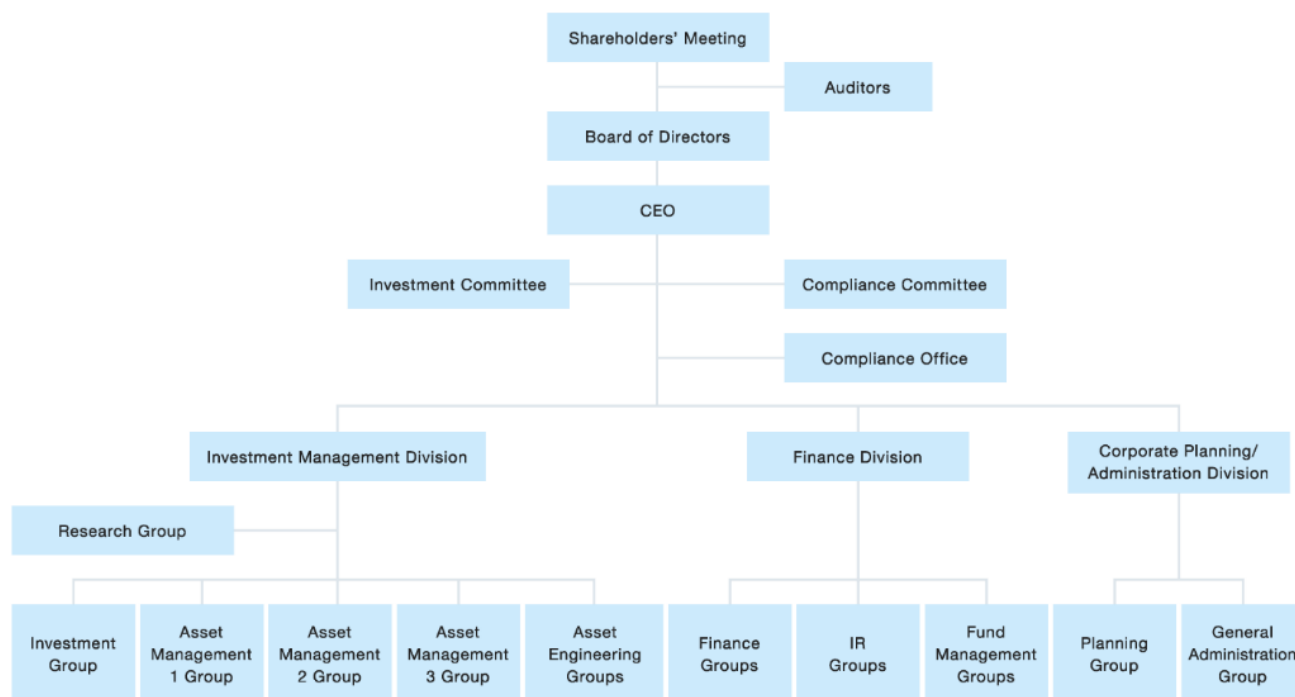 Shareholders' Meeting
Auditors
Board of Directors
CEO
Investment Committee
Compliance Committee
Compliance Office
Investment Management Division
Finance Division
Corporate Planning/
Administration Division
Research Group
Investment
Group
Asset
Management
1 Group
Asset
Management
2 Group
Asset
Management
3 Group
Asset
Engineering
Groups
Finance
Groups
IR
Groups
Fund
Management
Groups
Planning
Group
General
Administration
Group